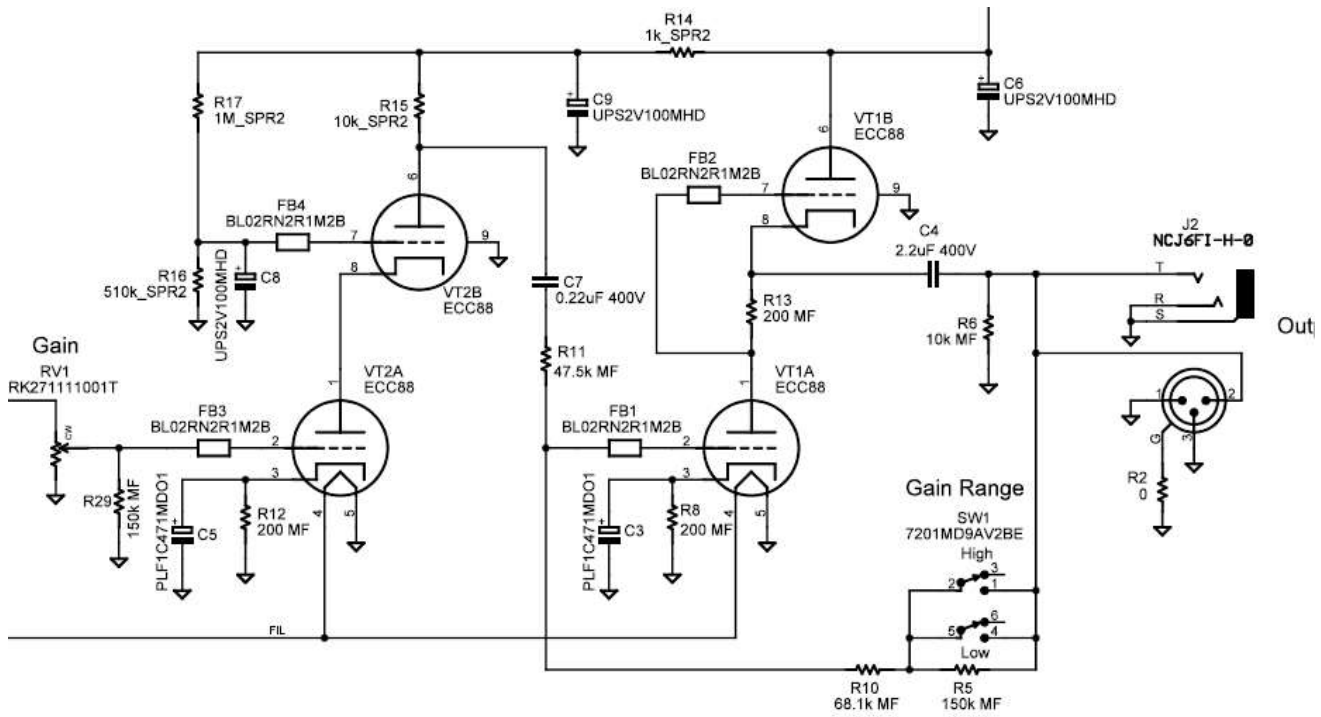 R14
1k_SPR2
R17
1M_SPR2
R15
10k_SPR2
+
C9
UPS2V100MHD
+
C6
UPS2V100MHD
6
VT1B
ECC88
FB2
BL02RN2R1M2B
7
9
8
6
FB4
BL02RN2R1M2B
7
9
8
VT2B
ECC88
R16
510k_SPR2
+
C8
UPS2V100MHD
C7
0.22uF 400V
C4
2.2uF 400V
J2
NCJ6FI-H-0
T
R
S
Out
R13
200 MF
R6
10k MF
Gain
RV1
RK271111001T
CW
R11
47.5k MF
1
VT2A
ECC88
1
VT1A
ECC88
1
2
3
G
FB3
BL02RN2R1M2B
2
3
4
5
FB1
BL02RN2R1M2B
2
3
4
5
R29
150k MF
+
C5
PLF1C471MDO1
R12
200 MF
+
C3
PLF1C471MDO1
R8
200 MF
R2
0
Gain Range
SW1
7201MD9AV2BE
High
2
3
1
5
6
4
Low
FIL
R10
68.1k MF
R5
150k MF